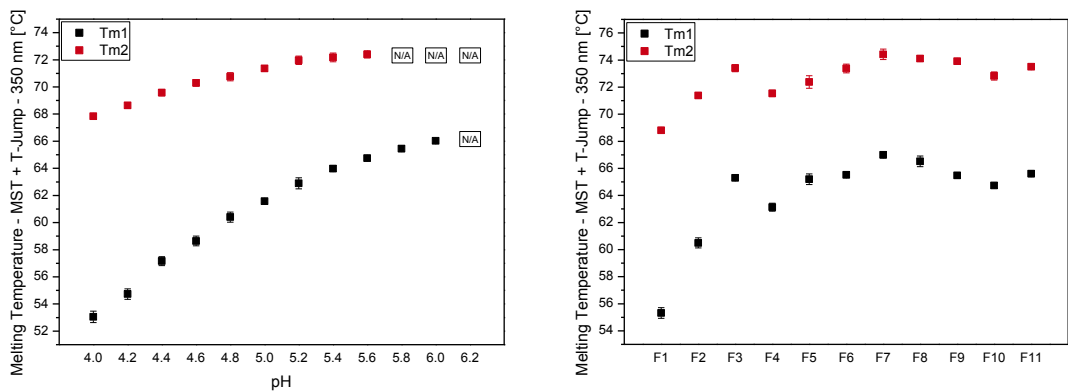 Melting Temperature - MST + T-Jump - 350 nm [°C]
74
72
70
68
66
64
62
60
58
56
54
52
Tm1
Tm2
N/A N/A N/A
N/A
4.0 4.2 4.4 4.6 4.8 5.0 5.2 5.4 5.6 5.8 6.0 6.2
pH
Melting Temperature - MST + T-Jump - 350 nm [°C]
76
74
72
70
68
66
64
62
60
58
56
54
Tm1
Tm2
F1 F2 F3 F4 F5 F6 F7 F8 F9 F10 F11